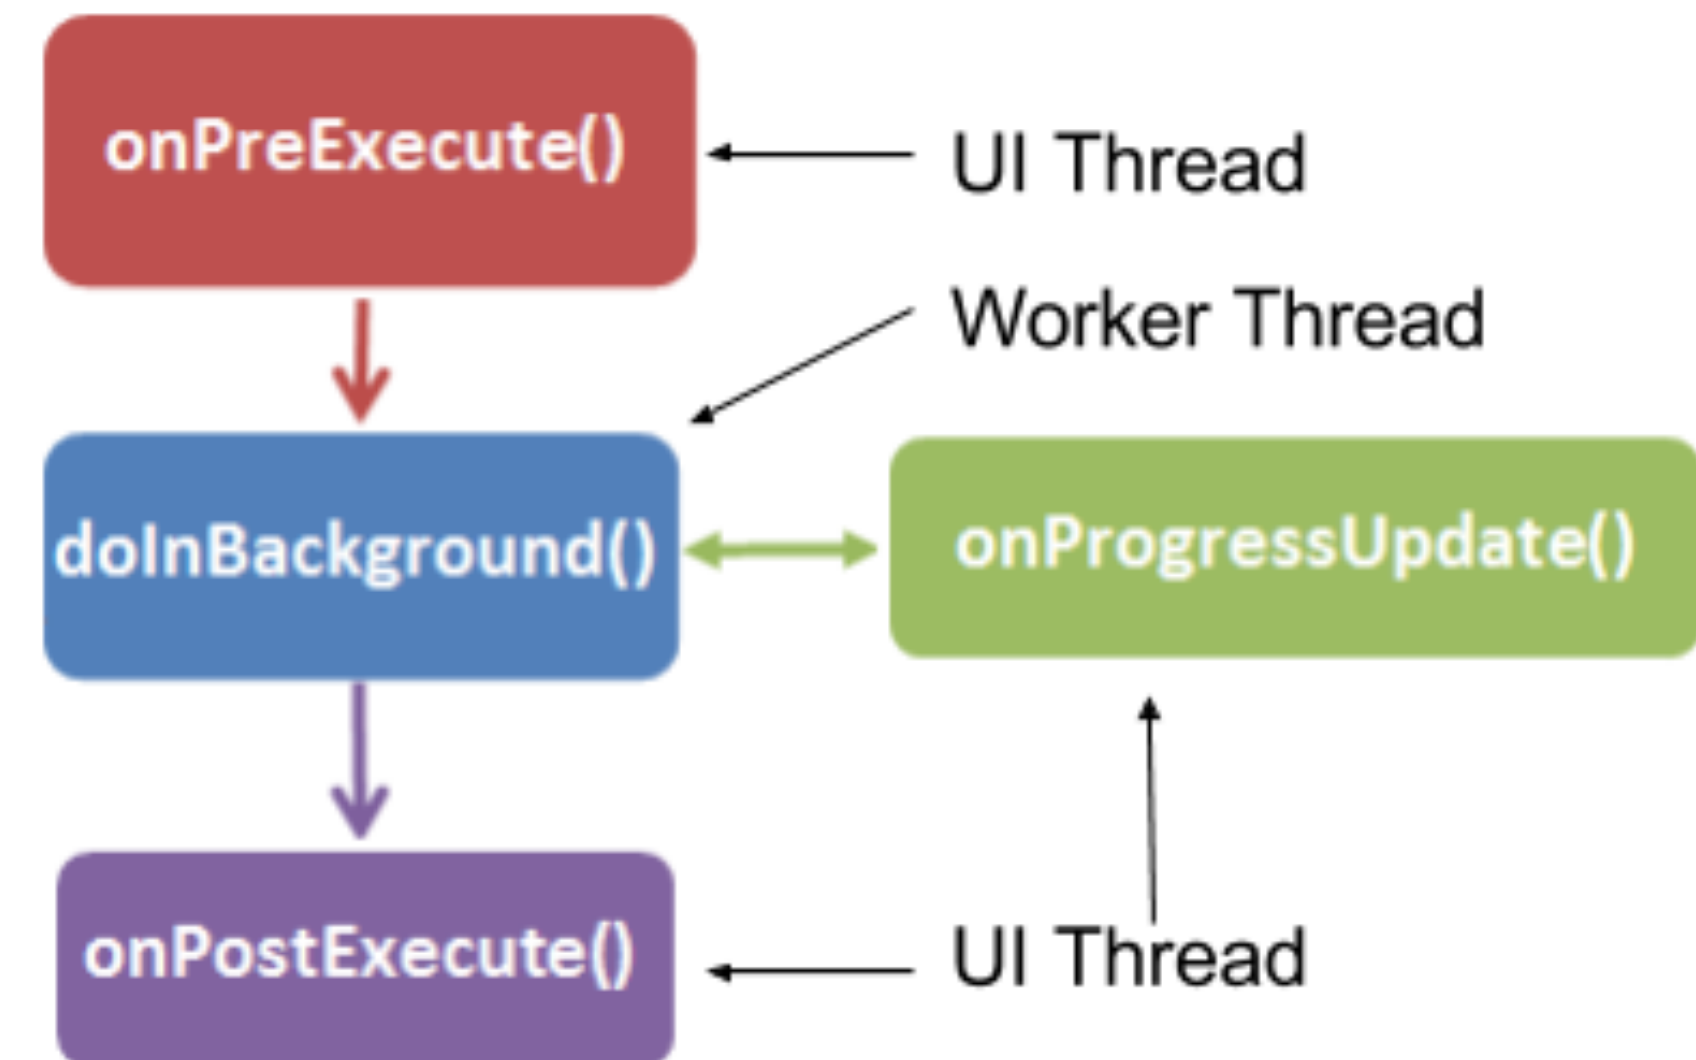 onPreExecute()
UI Thread
Worker Thread
doInBackground()
onProgressUpdate()
onPostExecute()
UI Thread